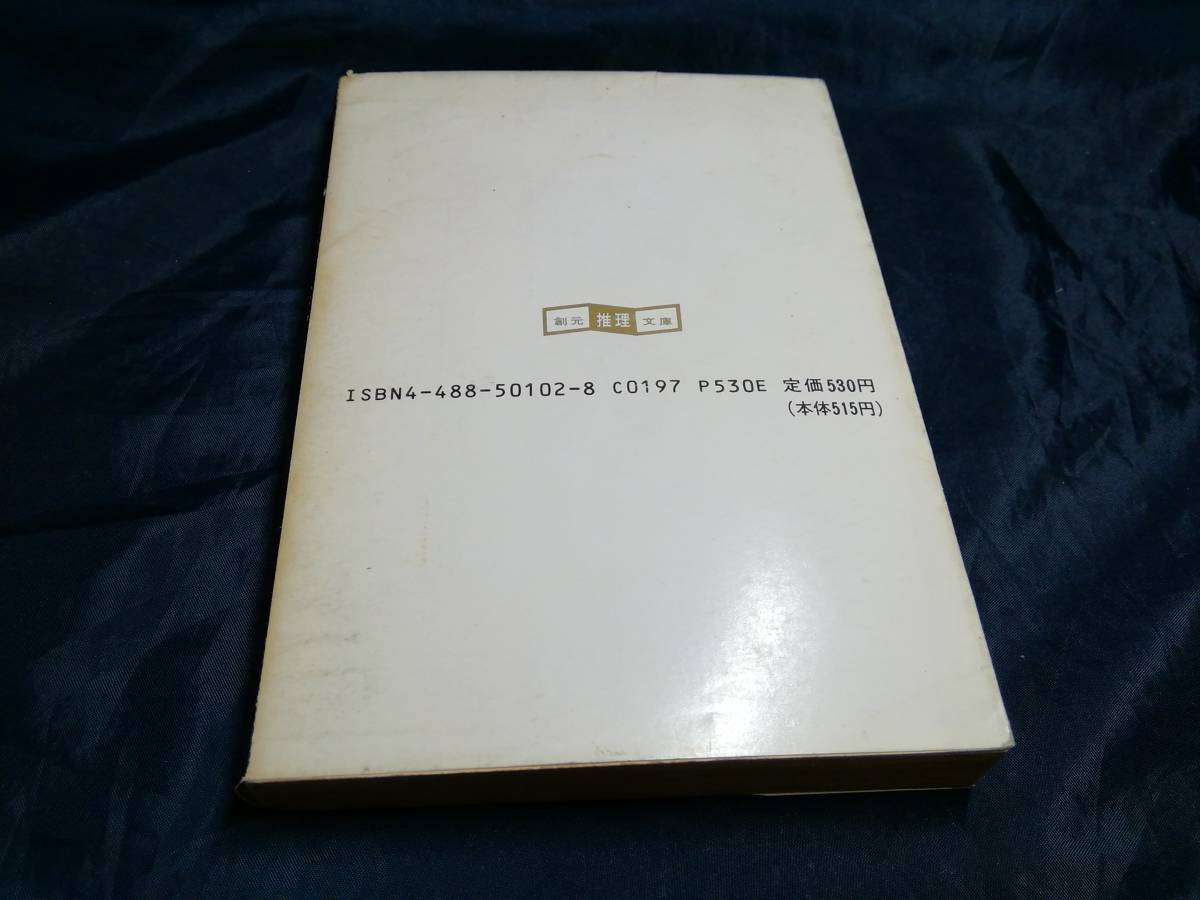 創元 推理 文庫
ISBN4-488-50102-8 C0197 P530E 定価530円
(本体515円)